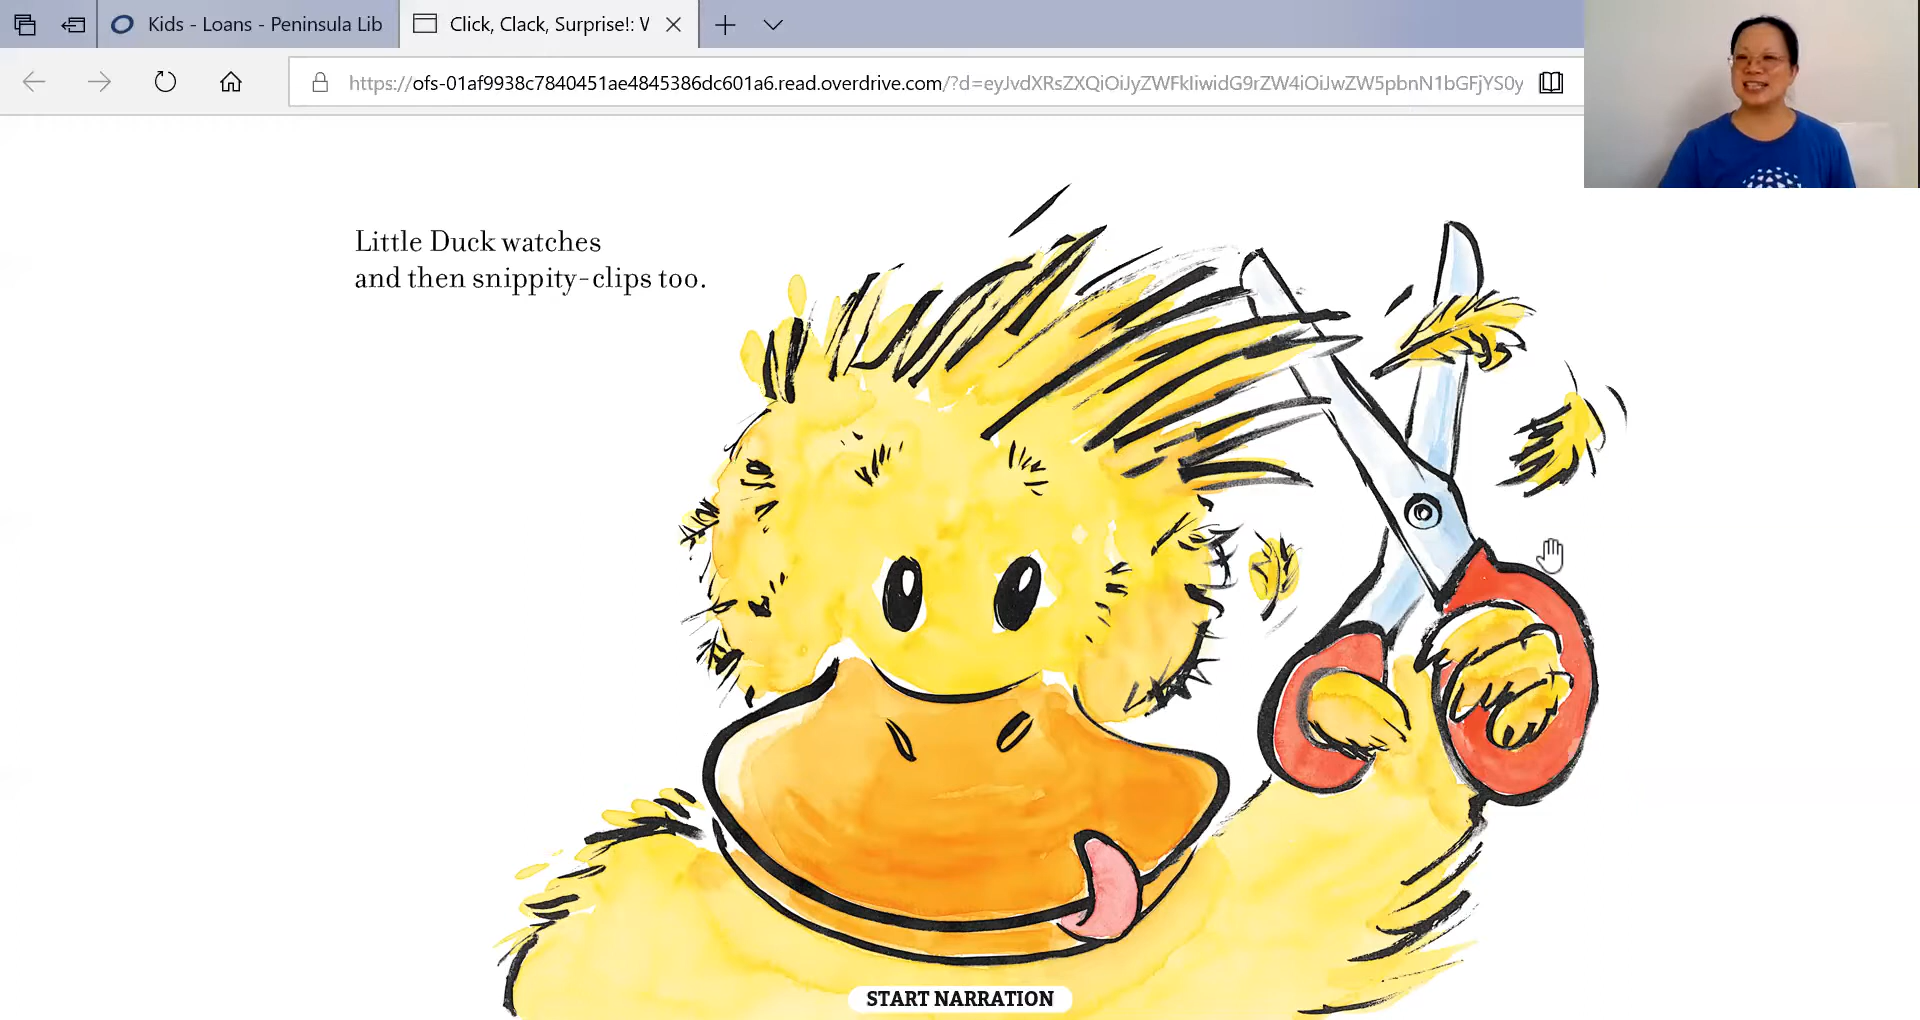 Kids - Loans - Peninsula Lib
Click, Clack, Surprise!: V
https://ofs-01af9938c7840451ae4845386dc601a6.read.overdrive.com/?d=eyJvdXRsZXQiOiJyZWFkIiwidG9rZW4iOiJwZW5pbnN1bGFjYS0y
Little Duck watches
and then snippity-clips too.
START NARRATION